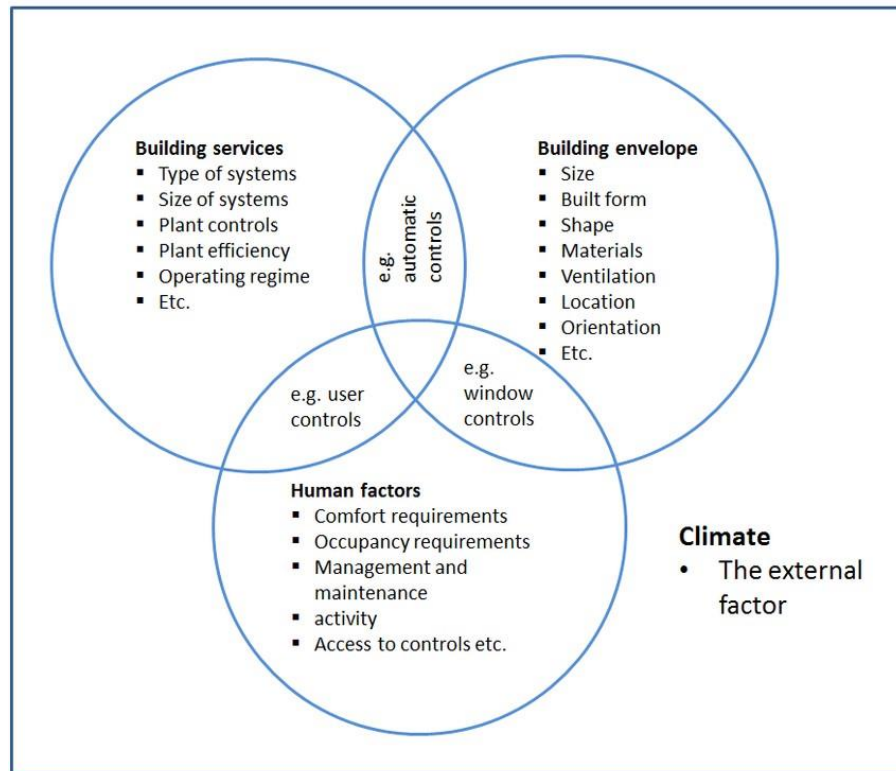 Building services
▪ Type of systems
▪ Size of systems
▪ Plant controls
▪ Plant efficiency
▪ Operating regime
▪ Etc.
e.g.
automatic
controls
Building envelope
▪ Size
▪ Built form
▪ Shape
▪ Materials
▪ Ventilation
▪ Location
▪ Orientation
▪ Etc.
e.g. user
controls
e.g.
window
controls
Human factors
▪ Comfort requirements
▪ Occupancy requirements
▪ Management and
maintenance
▪ activity
▪ Access to controls etc.
Climate
• The external
factor